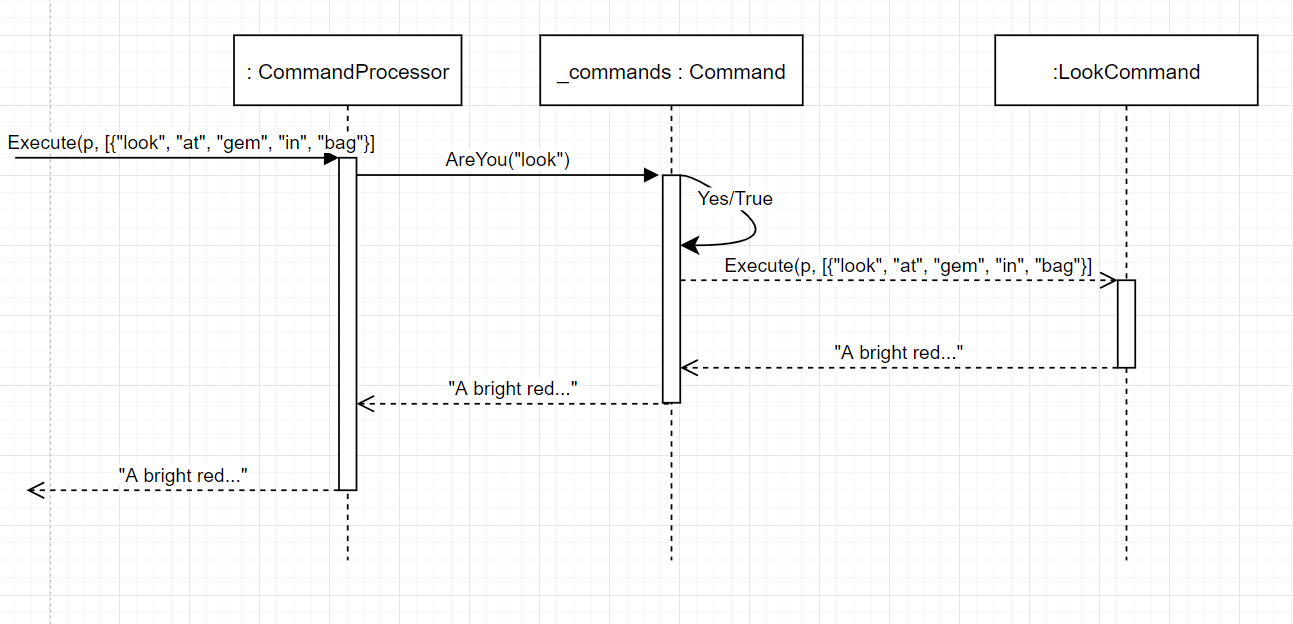 : CommandProcessor
_commands : Command
:LookCommand
Execute(p, [{"look", "at", "gem", "in", "bag"}]
AreYou("look")
Yes/True
Execute(p, [{"look", "at", "gem", "in", "bag"}]
"A bright red..."
"A bright red..."
"A bright red..."